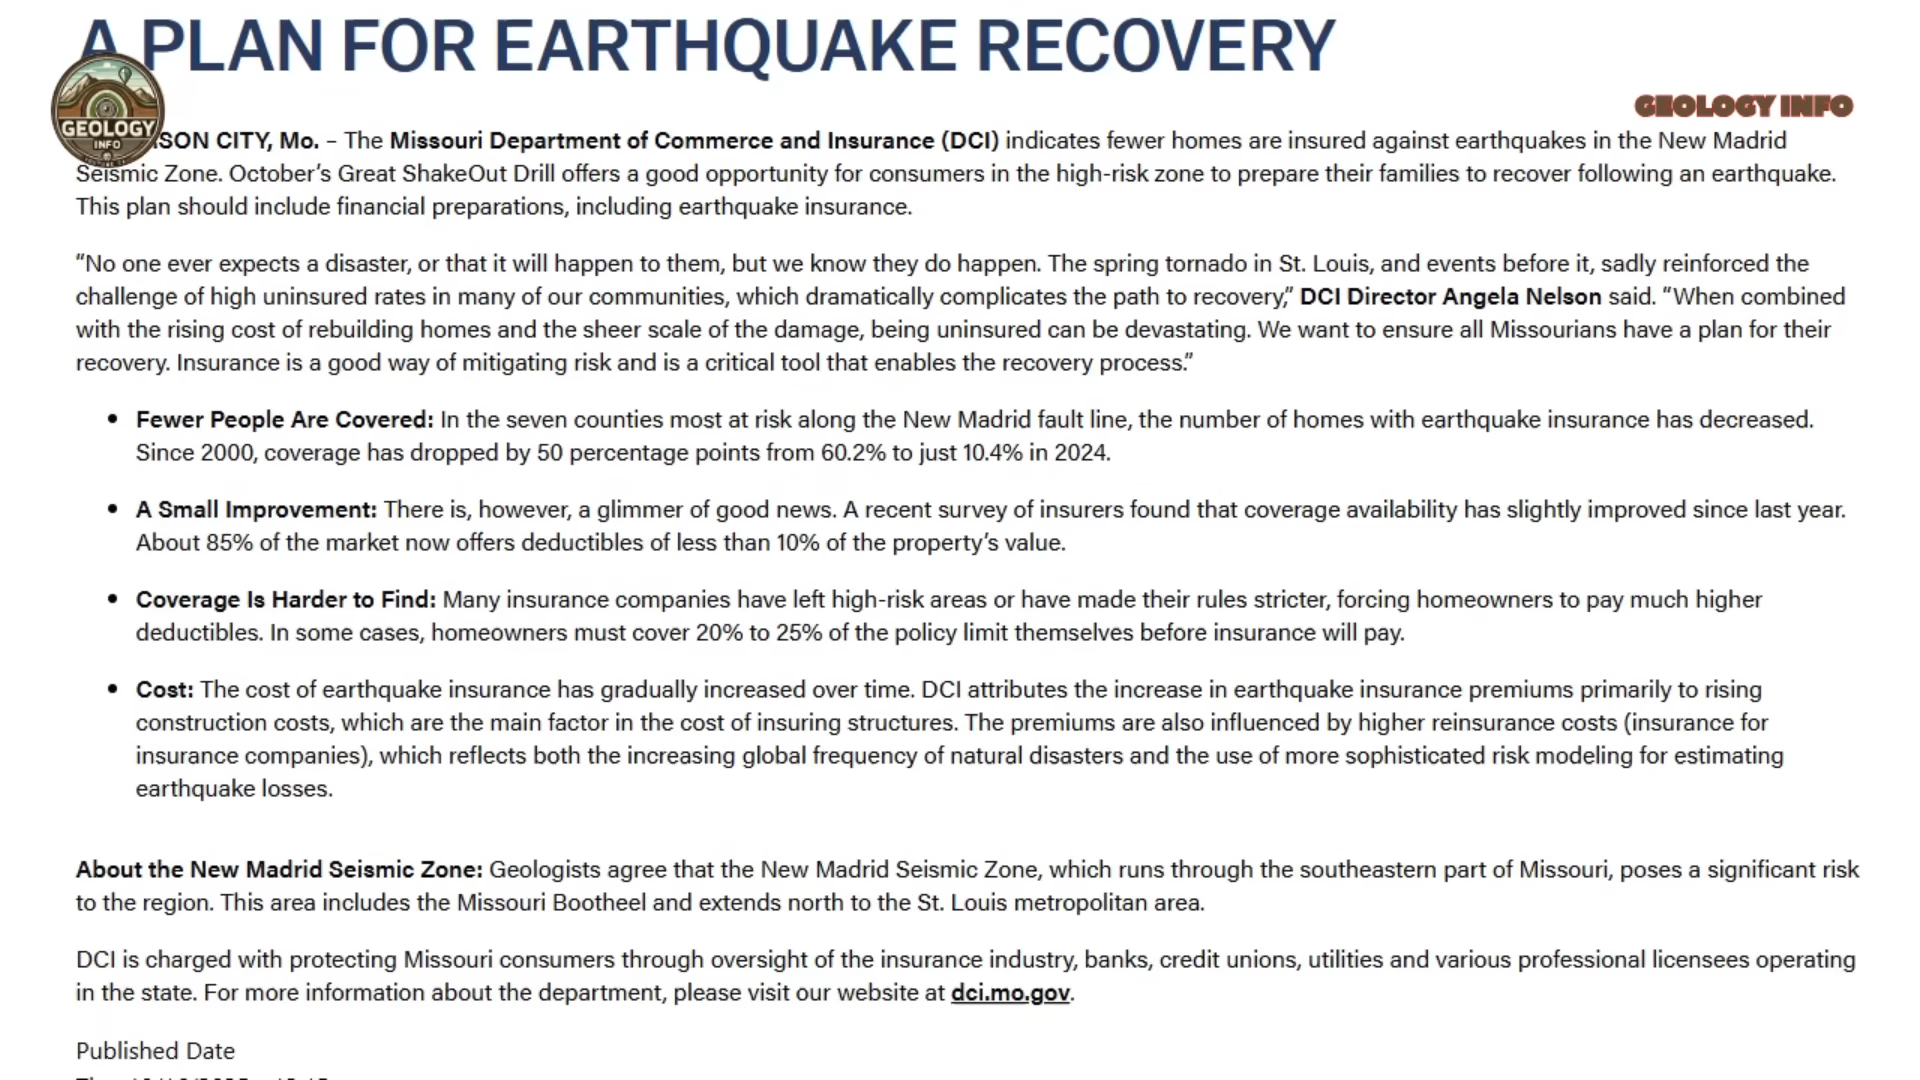 A PLAN FOR EARTHQUAKE RECOVERY
GEOLOGY
INFO
GEOLOGY INFO
SON CITY, Mo. – The Missouri Department of Commerce and Insurance (DCI) indicates fewer homes are insured against earthquakes in the New Madrid
Seismic Zone. October's Great ShakeOut Drill offers a good opportunity for consumers in the high-risk zone to prepare their families to recover following an earthquake.
This plan should include financial preparations, including earthquake insurance.
“No one ever expects a disaster, or that it will happen to them, but we know they do happen. The spring tornado in St. Louis, and events before it, sadly reinforced the
challenge of high uninsured rates in many of our communities, which dramatically complicates the path to recovery,” DCI Director Angela Nelson said. “When combined
with the rising cost of rebuilding homes and the sheer scale of the damage, being uninsured can be devastating. We want to ensure all Missourians have a plan for their
recovery. Insurance is a good way of mitigating risk and is a critical tool that enables the recovery process.”
• Fewer People Are Covered: In the seven counties most at risk along the New Madrid fault line, the number of homes with earthquake insurance has decreased.
Since 2000, coverage has dropped by 50 percentage points from 60.2% to just 10.4% in 2024.
• A Small Improvement: There is, however, a glimmer of good news. A recent survey of insurers found that coverage availability has slightly improved since last year.
About 85% of the market now offers deductibles of less than 10% of the property's value.
• Coverage Is Harder to Find: Many insurance companies have left high-risk areas or have made their rules stricter, forcing homeowners to pay much higher
deductibles. In some cases, homeowners must cover 20% to 25% of the policy limit themselves before insurance will pay.
• Cost: The cost of earthquake insurance has gradually increased over time. DCI attributes the increase in earthquake insurance premiums primarily to rising
construction costs, which are the main factor in the cost of insuring structures. The premiums are also influenced by higher reinsurance costs (insurance for
insurance companies), which reflects both the increasing global frequency of natural disasters and the use of more sophisticated risk modeling for estimating
earthquake losses.
About the New Madrid Seismic Zone: Geologists agree that the New Madrid Seismic Zone, which runs through the southeastern part of Missouri, poses a significant risk
to the region. This area includes the Missouri Bootheel and extends north to the St. Louis metropolitan area.
DCI is charged with protecting Missouri consumers through oversight of the insurance industry, banks, credit unions, utilities and various professional licensees operating
in the state. For more information about the department, please visit our website at dci.mo.gov.
Published Date